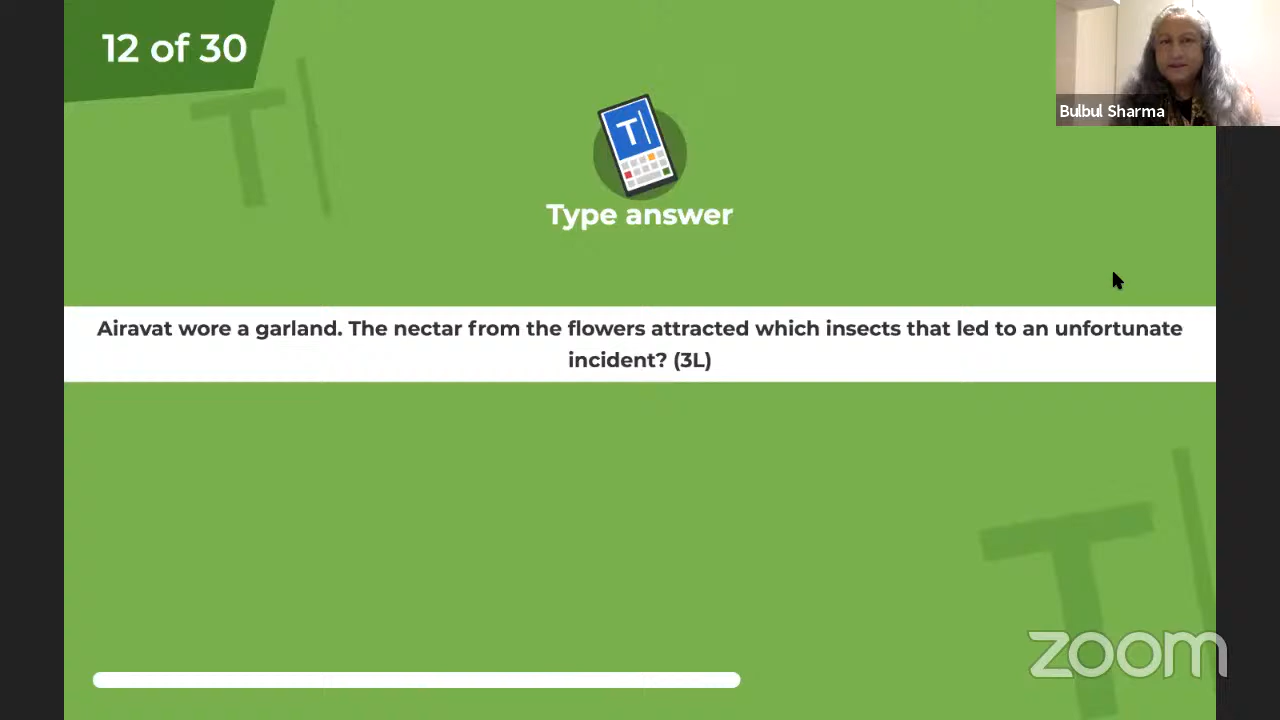 12 of 30
Bulbul Sharma
T
Type answer
Airavat wore a garland. The nectar from the flowers attracted which insects that led to an unfortunate
incident? (3L)
zoom